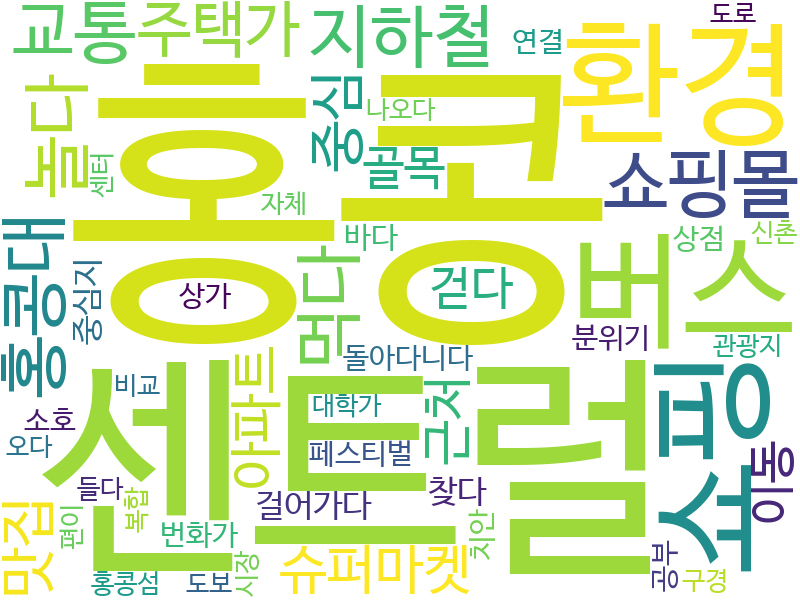 교통
주택가
지하철
연결
도로
환경
홍콩
중심
나오다
골목
놀다
센터
쇼핑몰
자체
바다
상점
신촌
홍콩대
중심지
상가
먹다
걷다
버스
분위기
관광지
돌아다니다
센트럴
비교
아파트
대학가
근처
쇼핑
소호
오다
페스티벌
이동
들다
복합
걸어가다
찾다
맛집
편이
번화가
치안
슈퍼마켓
홍콩섬
도보
시장
공부
구경